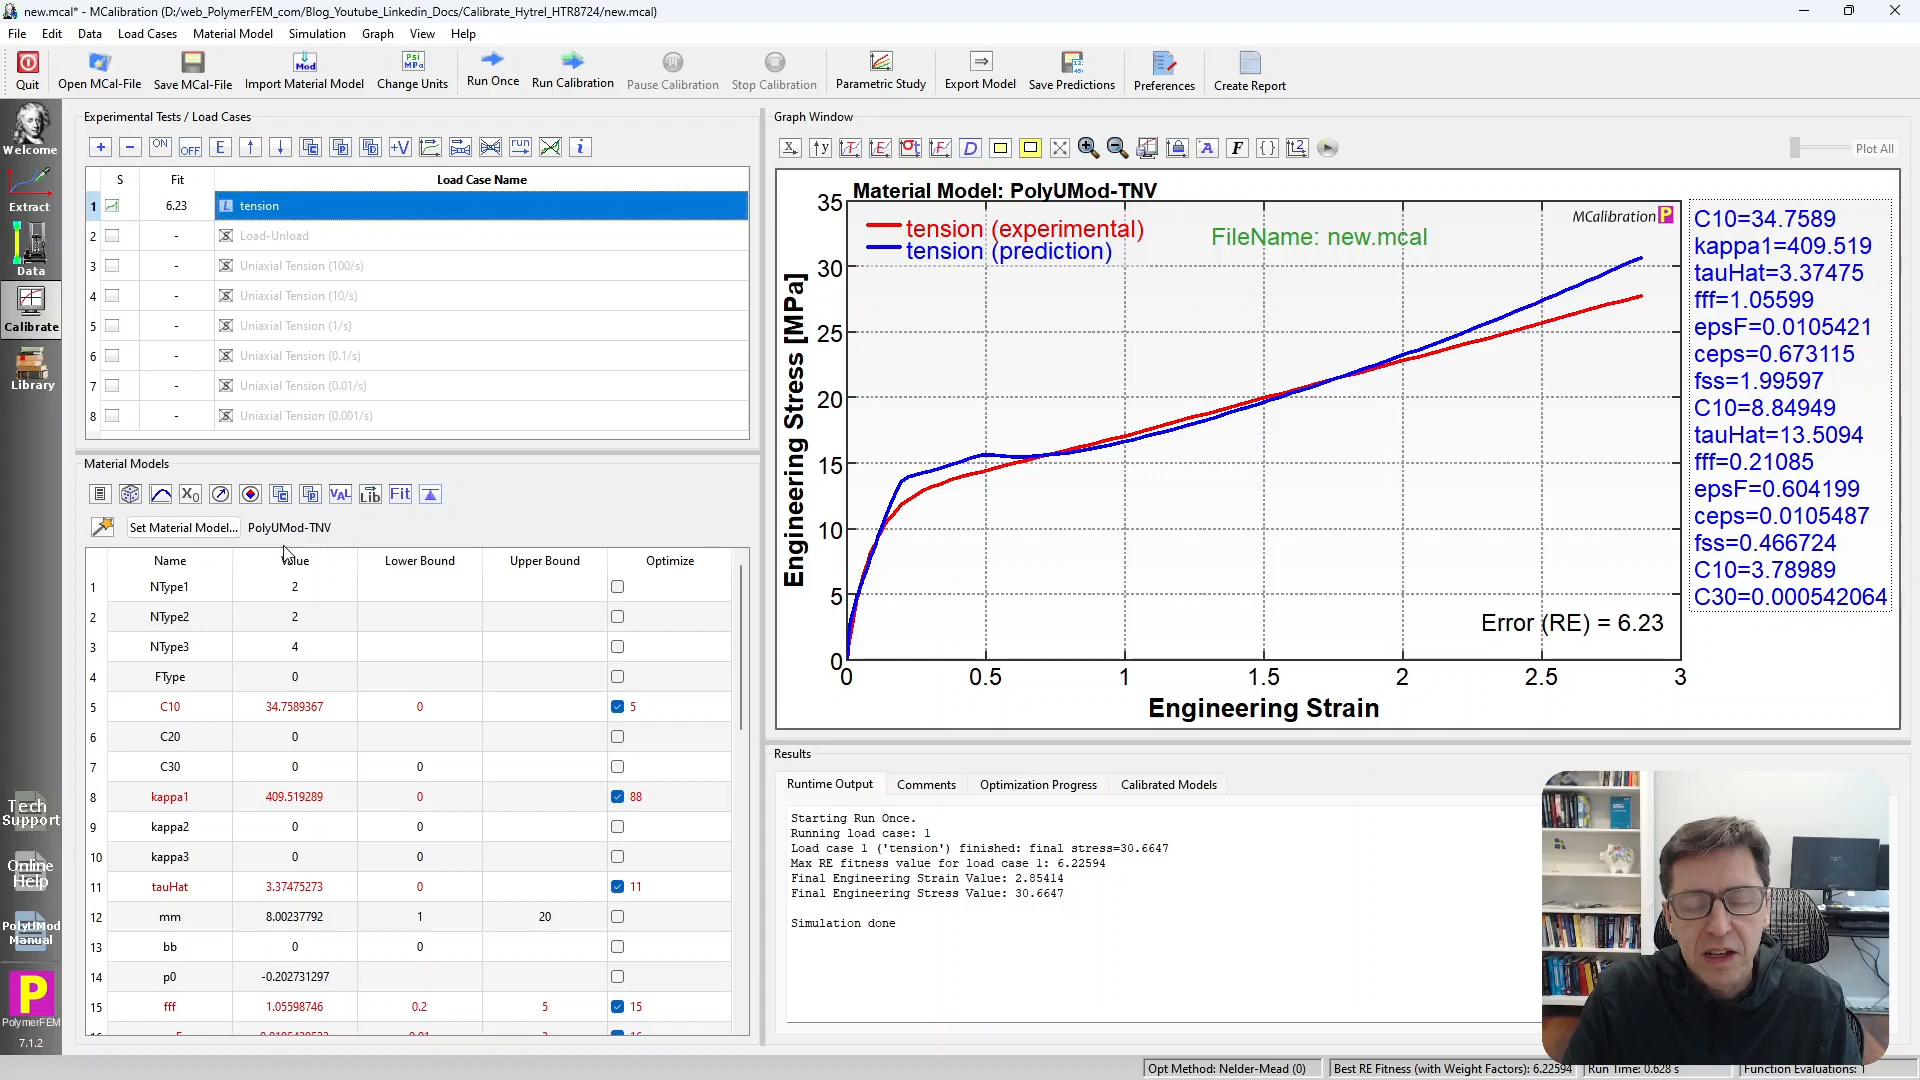 new.mcal* - MCalibration (D:/web_PolymerFEM_com/Blog_Youtube_Linkedin_Docs/Calibrate_Hytrel_HTR8724/new.mcal)
File Edit Data Load Cases Material Model Simulation Graph View Help
Quit Open MCal-File Save MCal-File Import Material Model Change Units Run Once Run Calibration Pause Calibration Stop Calibration Parametric Study Export Model Save Predictions Preferences Create Report
Welcome
Extract
Data
Calibrate
Library
Tech Support
Online Help
PolyUMod Manual
PolymerFEM
7.1.2
Experimental Tests / Load Cases
S Fit Load Case Name
1 6.23 tension
2 - Load-Unload
3 - Uniaxial Tension (100/s)
4 - Uniaxial Tension (10/s)
5 - Uniaxial Tension (1/s)
6 - Uniaxial Tension (0.1/s)
7 - Uniaxial Tension (0.01/s)
8 - Uniaxial Tension (0.001/s)
Material Models
Set Material Model... PolyUMod-TNV
Name Value Lower Bound Upper Bound Optimize
1 NType1 2
2 NType2 2
3 NType3 4
4 FType 0
5 C10 34.7589367 0 5
6 C20 0
7 C30 0 0
8 kappa1 409.519289 0 88
9 kappa2 0 0
10 kappa3 0 0
11 tauHat 3.37475273 0 11
12 mm 8.00237792 1 20
13 bb 0 0
14 p0 -0.202731297
15 fff 1.05598746 0.2 5 15
Graph Window
Plot All
Material Model: PolyUMod-TNV
tension (experimental)
tension (prediction)
FileName: new.mcal
MCalibration
Engineering Stress [MPa]
35
30
25
20
15
10
5
0
0 0.5 1 1.5 2 2.5 3
Engineering Strain
Error (RE) = 6.23
C10=34.7589
kappa1=409.519
tauHat=3.37475
fff=1.05599
epsF=0.0105421
ceps=0.673115
fss=1.99597
C10=8.84949
tauHat=13.5094
fff=0.21085
epsF=0.604199
ceps=0.0105487
fss=0.466724
C10=3.78989
C30=0.000542064
Results
Runtime Output Comments Optimization Progress Calibrated Models
Starting Run Once.
Running load case: 1
Load case 1 ('tension') finished: final stress=30.6647
Max RE fitness value for load case 1: 6.22594
Final Engineering Strain Value: 2.85414
Final Engineering Stress Value: 30.6647
Simulation done
Opt Method: Nelder-Mead (0) Best RE Fitness (with Weight Factors): 6.22594 Run Time: 0.628 s Function Evaluations: 1